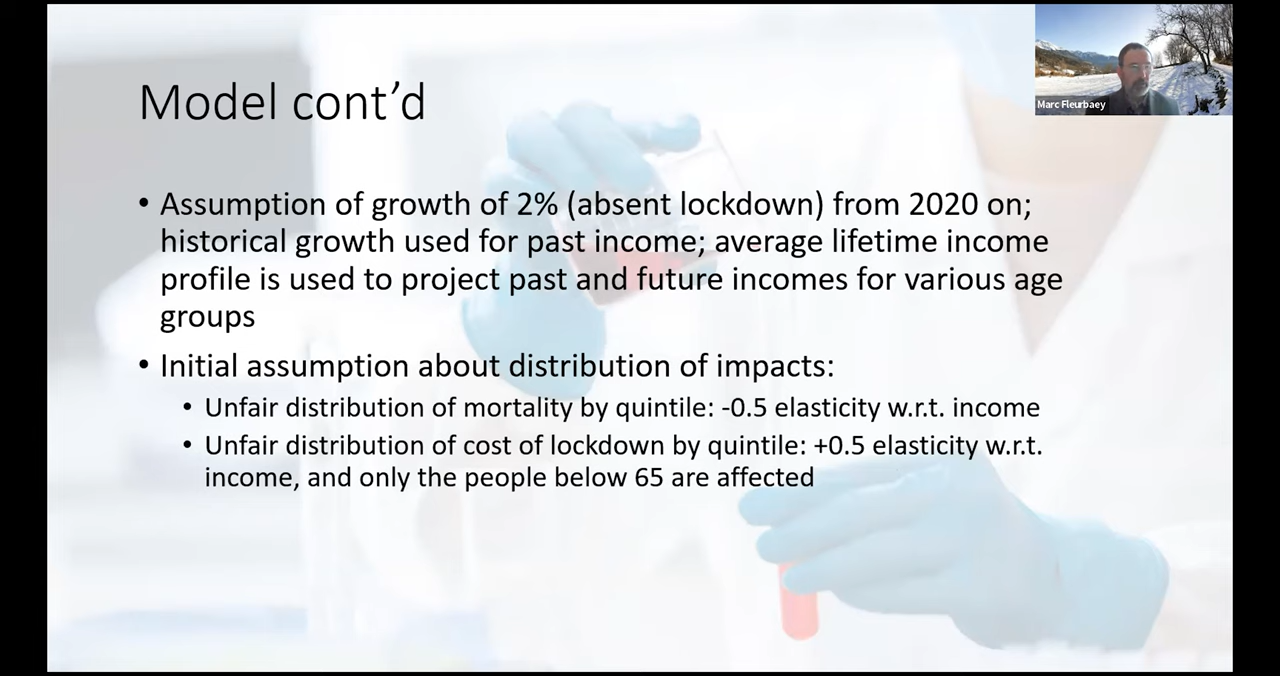 Marc Fleurbaey
Model cont’d
• Assumption of growth of 2% (absent lockdown) from 2020 on;
historical growth used for past income; average lifetime income
profile is used to project past and future incomes for various age
groups
• Initial assumption about distribution of impacts:
• Unfair distribution of mortality by quintile: -0.5 elasticity w.r.t. income
• Unfair distribution of cost of lockdown by quintile: +0.5 elasticity w.r.t.
income, and only the people below 65 are affected